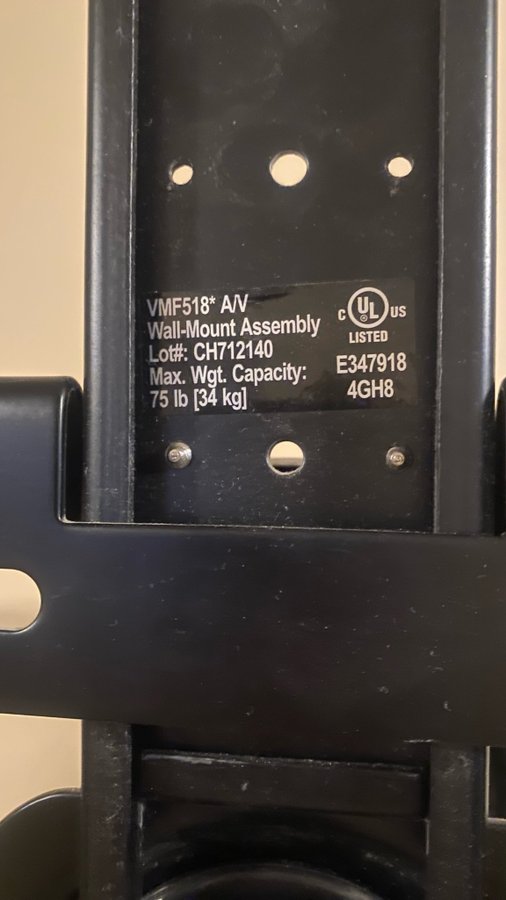 VMF518* A/V
Wall-Mount Assembly
Lot#: CH712140
Max. Wgt. Capacity:
75 lb [34 kg]
C UL US
LISTED
E347918
4GH8